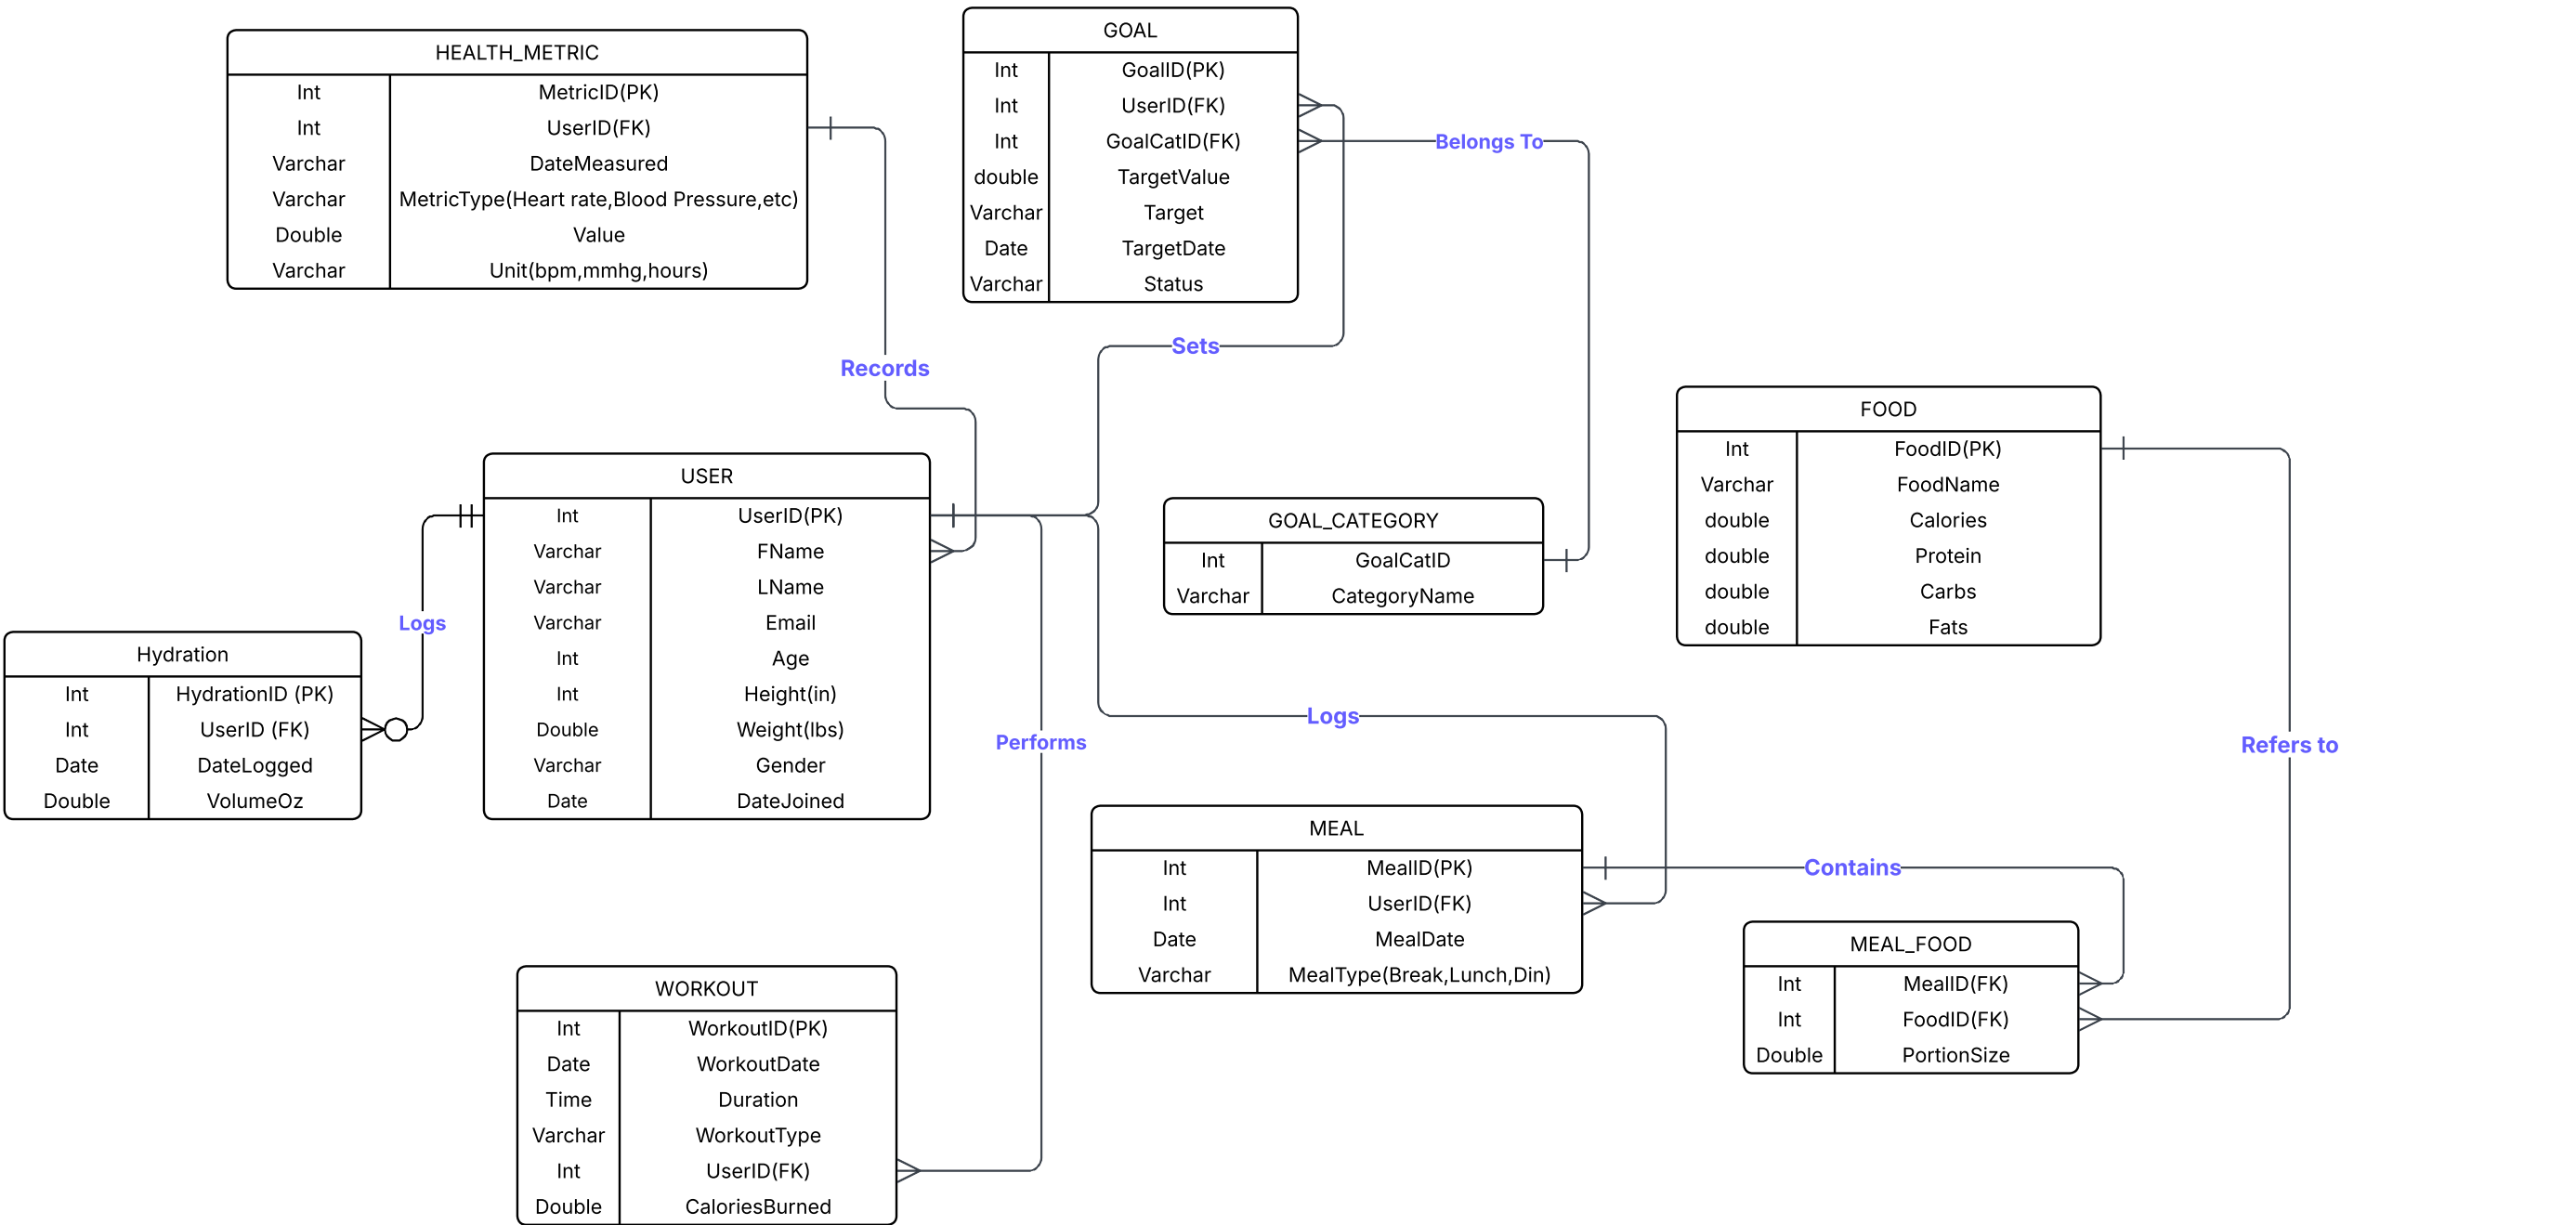 HEALTH_METRIC
Int MetricID(PK)
Int UserID(FK)
Varchar DateMeasured
Varchar MetricType(Heart rate,Blood Pressure,etc)
Double Value
Varchar Unit(bpm,mmhg,hours)
GOAL
Int GoalID(PK)
Int UserID(FK)
Int GoalCatID(FK)
double TargetValue
Varchar Target
Date TargetDate
Varchar Status
Belongs To
Sets
Records
FOOD
Int FoodID(PK)
Varchar FoodName
double Calories
double Protein
double Carbs
double Fats
USER
Int UserID(PK)
Varchar FName
Varchar LName
Varchar Email
Int Age
Int Height(in)
Double Weight(lbs)
Varchar Gender
Date DateJoined
GOAL_CATEGORY
Int GoalCatID
Varchar CategoryName
Logs
Hydration
Int HydrationID (PK)
Int UserID (FK)
Date DateLogged
Double VolumeOz
Logs
Performs
Refers to
MEAL
Int MealID(PK)
Int UserID(FK)
Date MealDate
Varchar MealType(Break,Lunch,Din)
Contains
MEAL_FOOD
Int MealID(FK)
Int FoodID(FK)
Double PortionSize
WORKOUT
Int WorkoutID(PK)
Date WorkoutDate
Time Duration
Varchar WorkoutType
Int UserID(FK)
Double CaloriesBurned